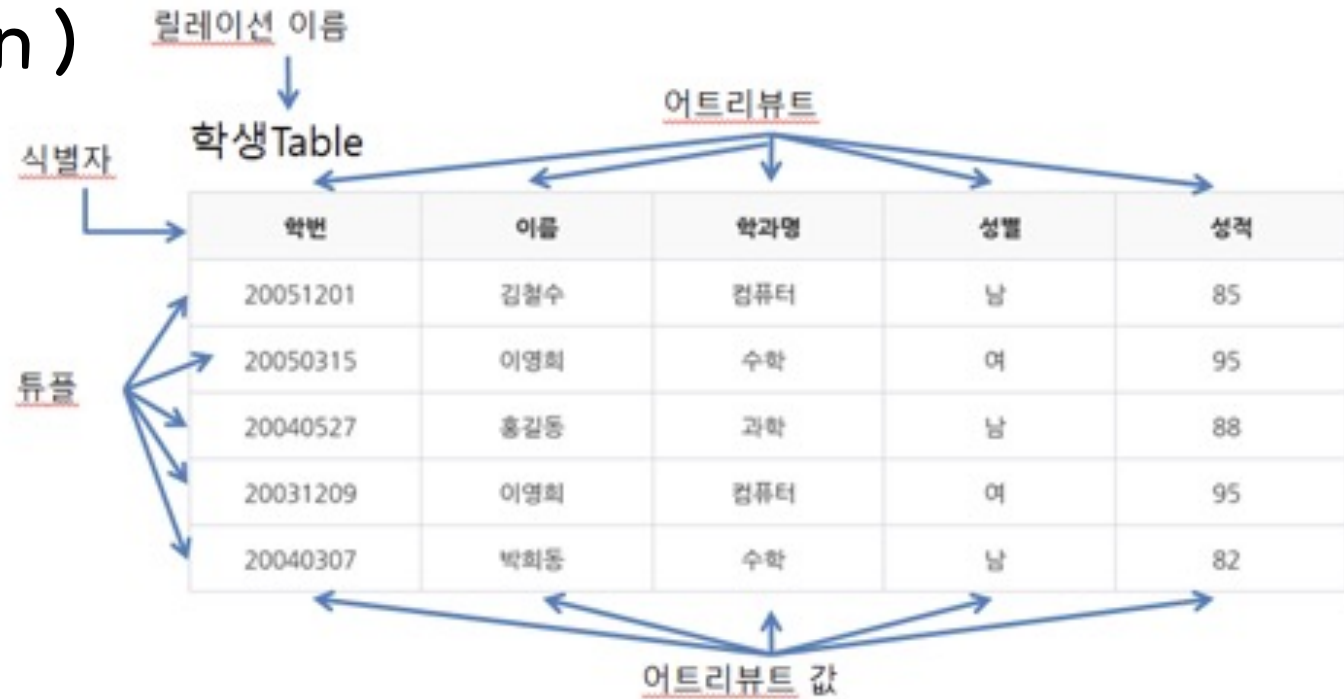 n)
릴레이션 이름
어트리뷰트
학생Table
식별자
학번 이름 학과명 성별 성적
20051201 김철수 컴퓨터 남 85
20050315 이영희 수학 여 95
튜플
20040527 홍길동 과학 남 88
20031209 이영희 컴퓨터 여 95
20040307 박희동 수학 남 82
어트리뷰트 값